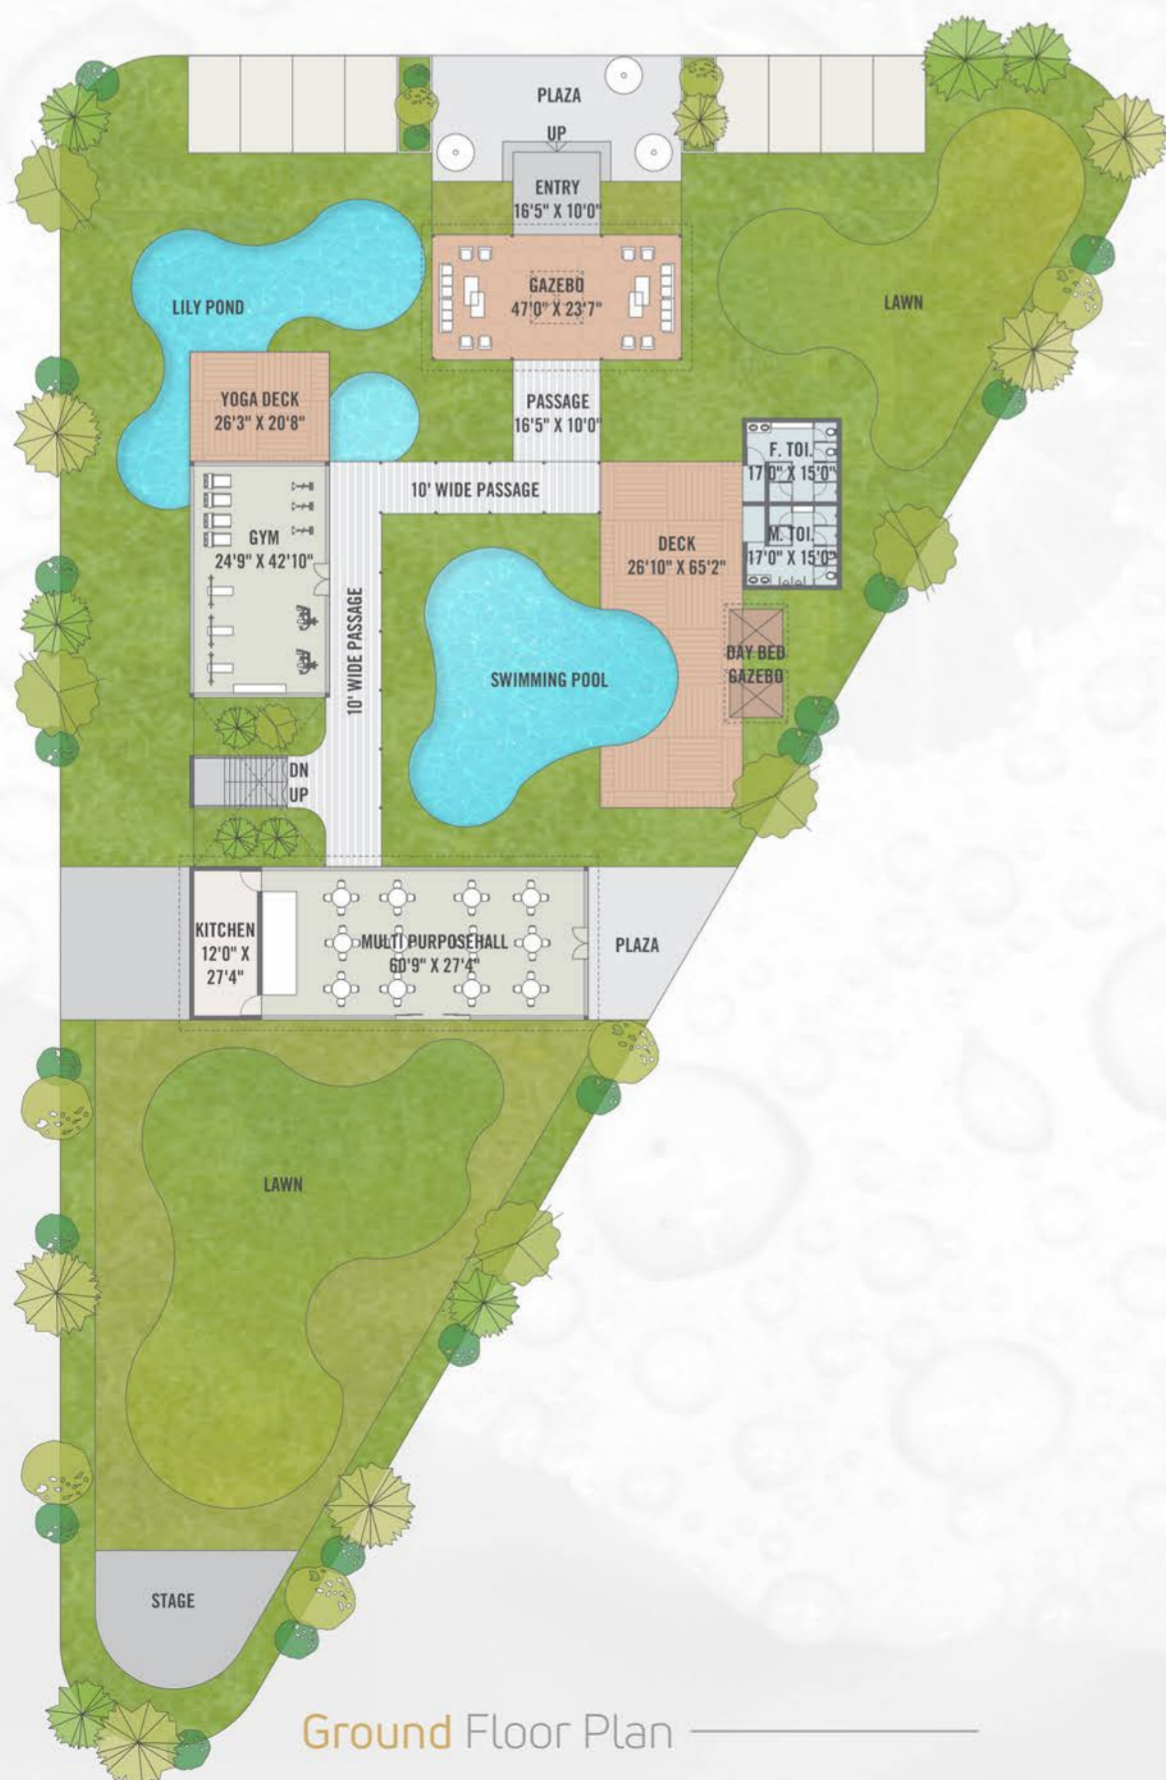 PLAZA
UP
ENTRY
16'5" X 10'0"
GAZEBO
47'0" X 23'7"
LILY POND
LAWN
YOGA DECK
26'3" X 20'8"
PASSAGE
16'5" X 10'0"
F. TOI.
17'0" X 15'0"
10' WIDE PASSAGE
GYM
24'9" X 42'10"
DECK
26'10" X 65'2"
M. TOI.
17'0" X 15'0"
10' WIDE PASSAGE
SWIMMING POOL
DAY BED
GAZEBO
DN
UP
KITCHEN
12'0" X
27'4"
MULTI PURPOSEHALL
60'9" X 27'4"
PLAZA
LAWN
STAGE
Ground Floor Plan